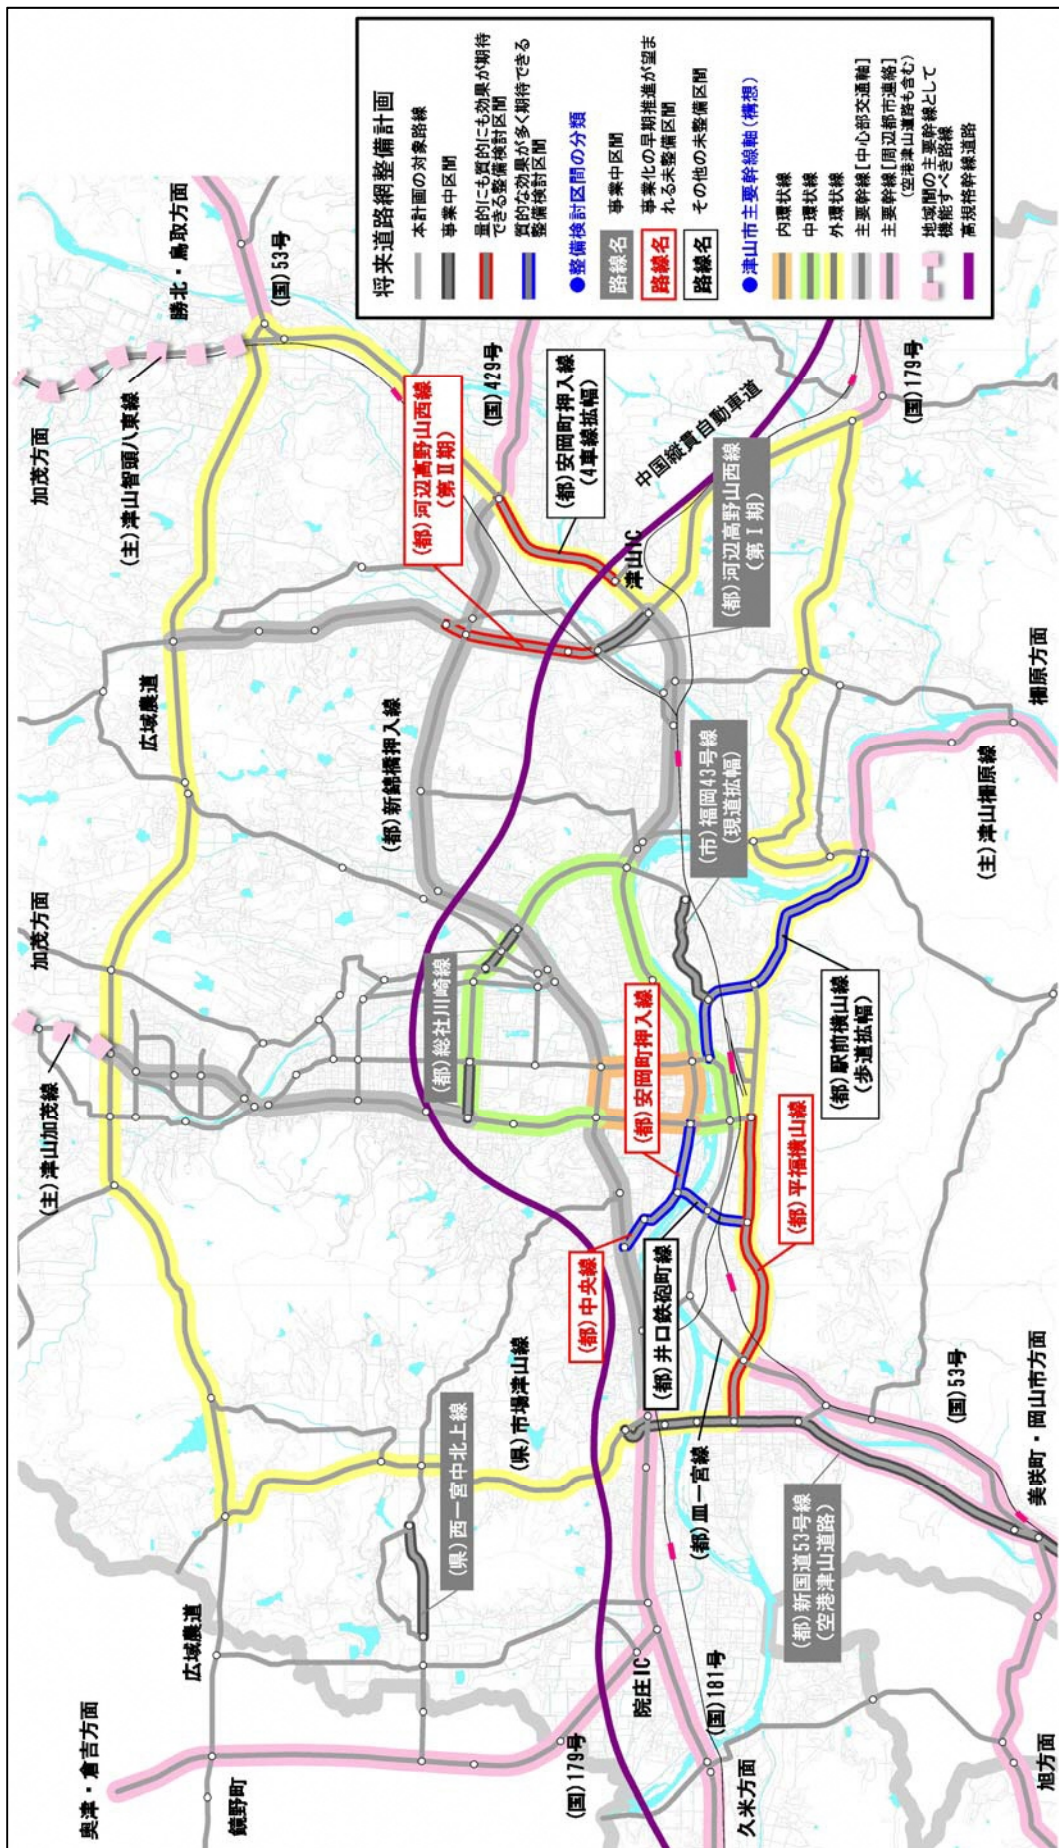 将来道路網整備計画
本計画の対象路線
事業中区間
量的にも質的にも効果が期待
できる整備検討区間
質的な効果が多く期待できる
整備検討区間
●整備検討区間の分類
路線名 事業中区間
路線名 事業化の早期推進が望ま
れる未整備区間
路線名 その他の未整備区間
●津山市主要幹線軸(構想)
内環状線
中環状線
外環状線
主要幹線[中心部交通軸]
主要幹線[周辺都市連絡]
(空港津山道路も含む)
地域間の主要幹線として
機能すべき路線
高規格幹線道路
奥津・倉吉方面
鏡野町
広域農道
(主)津山加茂線
加茂方面
広域農道
加茂方面
(主)津山智頭八東線
勝北・鳥取方面
(国)53号
(県)西一宮中北上線
(県)市場津山線
(都)総社川崎線
(都)新錦橋押入線
(都)河辺高野山西線
(第Ⅱ期)
(国)429号
(都)安岡町押入線
(4車線拡幅)
(国)179号
院庄IC
(都)中央線
(都)安岡町押入線
津山IC
中国縦貫自動車道
(都)井口鉄砲町線
(都)皿一宮線
(国)181号
久米方面
(市)福岡43号線
(現道拡幅)
(都)河辺高野山西線
(第Ⅰ期)
(国)179号
(都)新国道53号線
(空港津山道路)
(都)平福横山線
(都)駅前横山線
(歩道拡幅)
(国)53号
(主)津山柵原線
柵原方面
旭方面
美咲町・岡山市方面